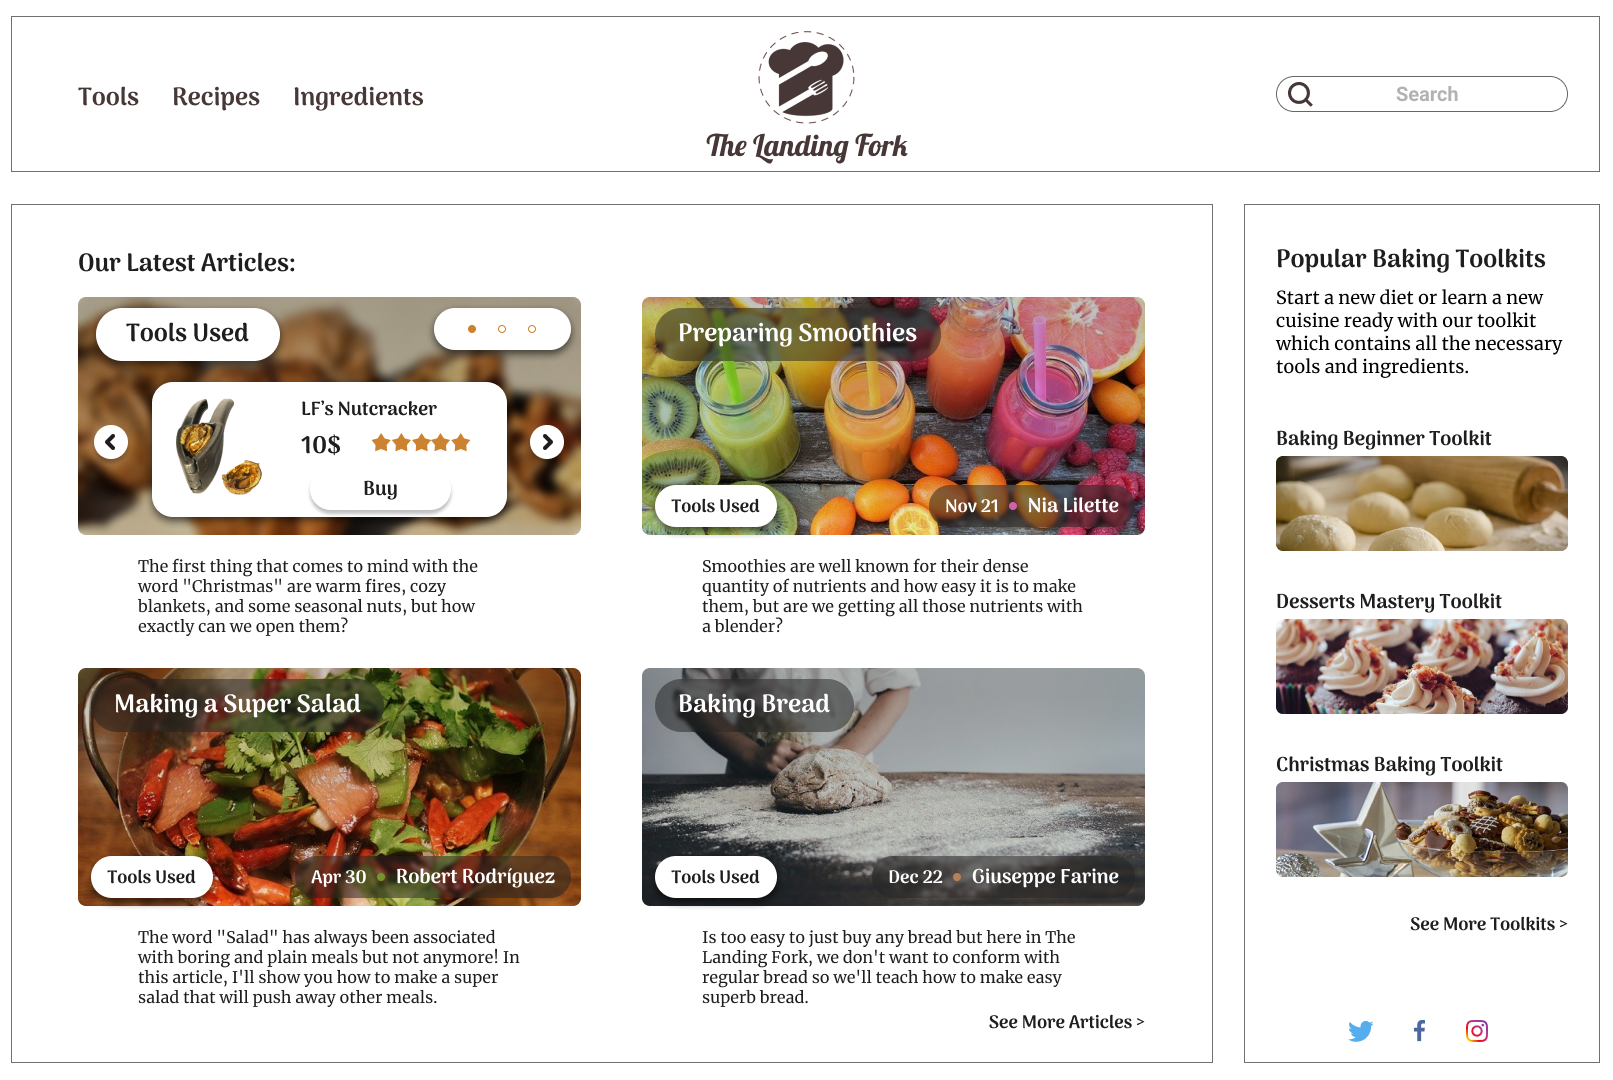 Tools
Recipes
Ingredients
The Landing Fork
Search
Our Latest Articles:
Tools Used
LF's Nutcracker
10$
Buy
The first thing that comes to mind with the
word "Christmas" are warm fires, cozy
blankets, and some seasonal nuts, but how
exactly can we open them?
Preparing Smoothies
Tools Used
Nov 21 • Nia Lilette
Smoothies are well known for their dense
quantity of nutrients and how easy it is to make
them, but are we getting all those nutrients with
a blender?
Making a Super Salad
Tools Used
Apr 30 • Robert Rodríguez
The word "Salad" has always been associated
with boring and plain meals but not anymore! In
this article, I'll show you how to make a super
salad that will push away other meals.
Baking Bread
Tools Used
Dec 22 • Giuseppe Farine
Is too easy to just buy any bread but here in The
Landing Fork, we don't want to conform with
regular bread so we'll teach how to make easy
superb bread.
See More Articles >
Popular Baking Toolkits
Start a new diet or learn a new
cuisine ready with our toolkit
which contains all the necessary
tools and ingredients.
Baking Beginner Toolkit
Desserts Mastery Toolkit
Christmas Baking Toolkit
See More Toolkits >